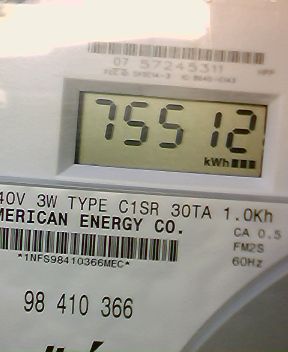 07 57245311
75512
kWh
40V 3W TYPE C1SR 30TA 1.0Kh
MERICAN ENERGY CO.
CA 0.5
FM2S
*1NFS98410366MEC*
60Hz
98 410 366